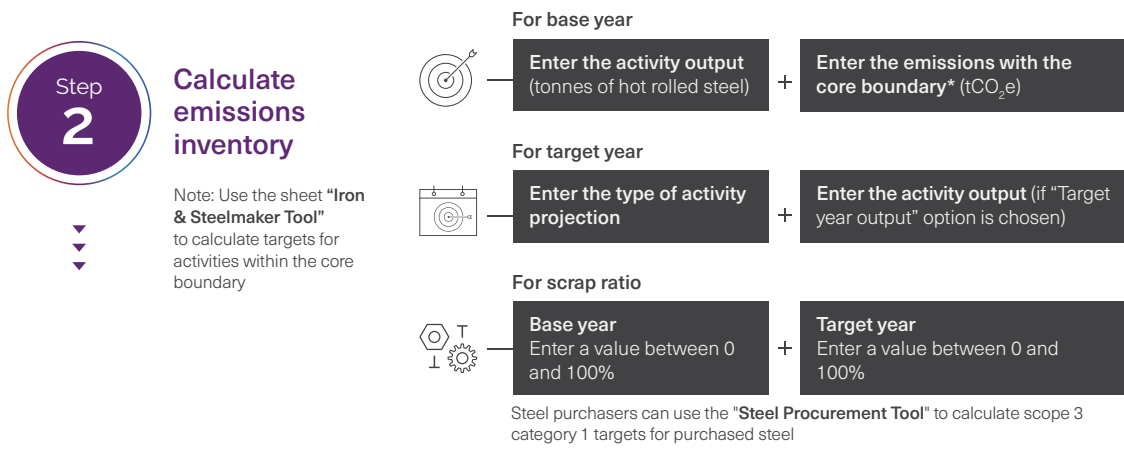 Step
2
Calculate
emissions
inventory
Note: Use the sheet “Iron
& Steelmaker Tool”
to calculate targets for
activities within the core
boundary
For base year
Enter the activity output
(tonnes of hot rolled steel)
+
Enter the emissions with the
core boundary* (tCO₂e)
For target year
Enter the type of activity
projection
+
Enter the activity output (if “Target
year output” option is chosen)
For scrap ratio
Base year
Enter a value between 0
and 100%
+
Target year
Enter a value between 0 and
100%
Steel purchasers can use the "Steel Procurement Tool" to calculate scope 3
category 1 targets for purchased steel